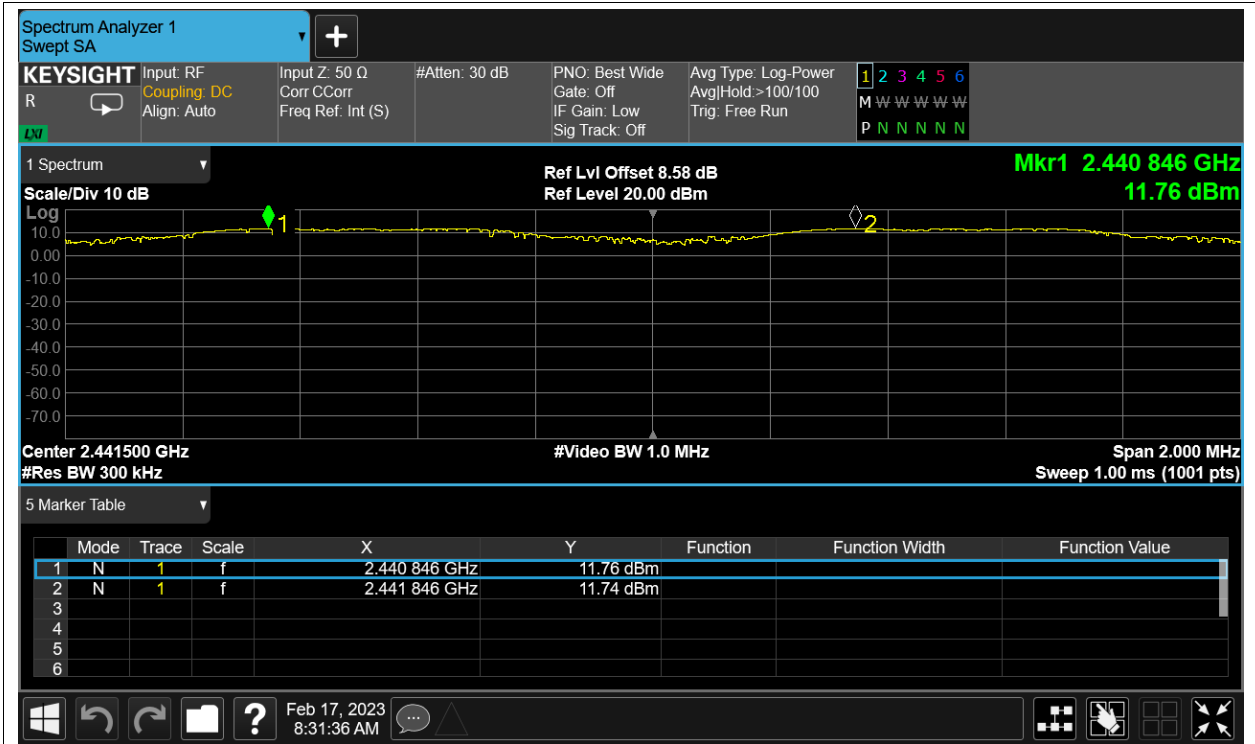 Spectrum Analyzer 1
Swept SA
KEYSIGHT Input: RF Input Z: 50 Ω #Atten: 30 dB PNO: Best Wide Avg Type: Log-Power 1 2 3 4 5 6
R Coupling: DC Corr CCorr Gate: Off Avg|Hold:>100/100 M W W W W W
Align: Auto Freq Ref: Int (S) IF Gain: Low Trig: Free Run
LXI Sig Track: Off P N N N N N
1 Spectrum Ref Lvl Offset 8.58 dB Mkr1 2.440 846 GHz
Scale/Div 10 dB Ref Level 20.00 dBm 11.76 dBm
Log
1 2
10.0
0.00
-10.0
-20.0
-30.0
-40.0
-50.0
-60.0
-70.0
Center 2.441500 GHz #Video BW 1.0 MHz Span 2.000 MHz
#Res BW 300 kHz Sweep 1.00 ms (1001 pts)
5 Marker Table
Mode Trace Scale X Y Function Function Width Function Value
1 N 1 f 2.440 846 GHz 11.76 dBm
2 N 1 f 2.441 846 GHz 11.74 dBm
3
4
5
6
? Feb 17, 2023
8:31:36 AM